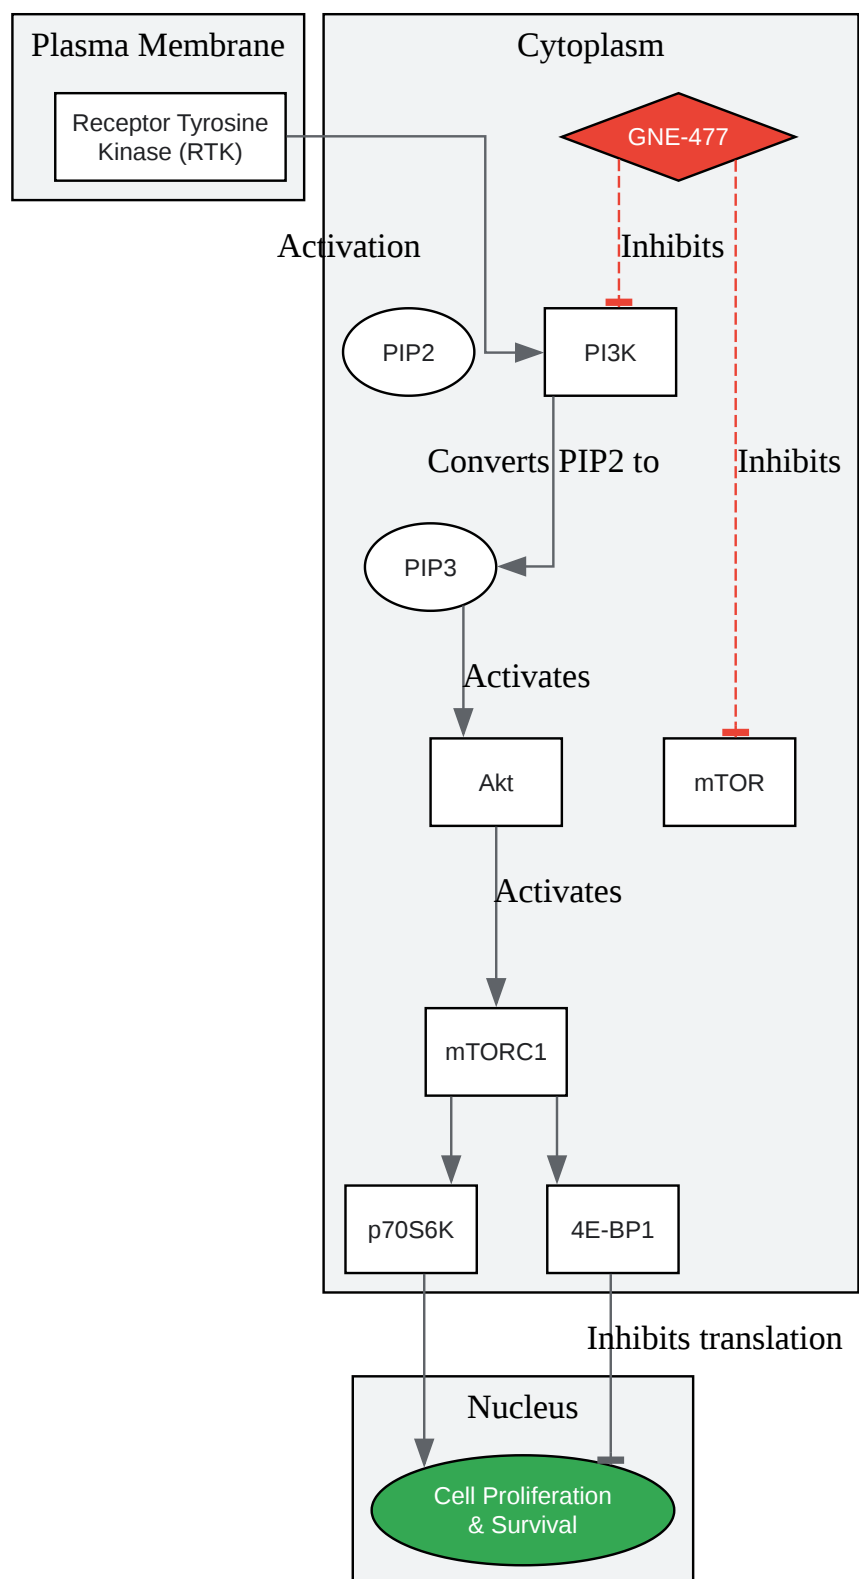 Plasma Membrane
Cytoplasm
Receptor Tyrosine
Kinase (RTK)
GNE-477
Activation
Inhibits
PIP2
PI3K
Converts PIP2 to
Inhibits
PIP3
Activates
Akt
mTOR
Activates
mTORC1
p70S6K
4E-BP1
Inhibits translation
Nucleus
Cell Proliferation
& Survival